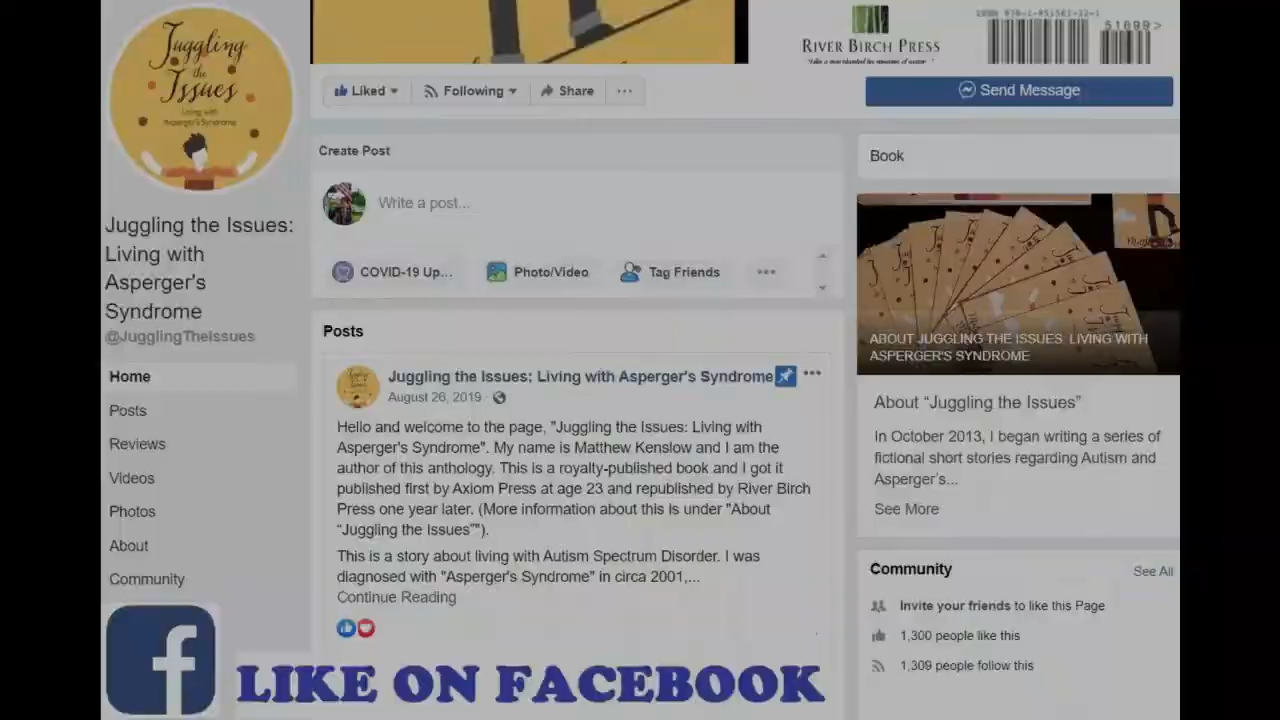 Juggling
the
Issues
Living with
Asperger's Syndrome
Juggling the Issues:
Living with
Asperger's
Syndrome
@JugglingTheIssues
Home
Posts
Reviews
Videos
Photos
About
Community
Liked
Following
Share
Create Post
Write a post...
COVID-19 Up...
Photo/Video
Tag Friends
Posts
Juggling the Issues: Living with Asperger's Syndrome
August 26, 2019
Hello and welcome to the page, "Juggling the Issues: Living with
Asperger's Syndrome". My name is Matthew Kenslow and I am the
author of this anthology. This is a royalty-published book and I got it
published first by Axiom Press at age 23 and republished by River Birch
Press one year later. (More information about this is under "About
“Juggling the Issues”").
This is a story about living with Autism Spectrum Disorder. I was
diagnosed with "Asperger's Syndrome" in circa 2001,...
Continue Reading
RIVER BIRCH PRESS
51699>
Send Message
Book
ABOUT JUGGLING THE ISSUES: LIVING WITH
ASPERGER'S SYNDROME
About “Juggling the Issues”
In October 2013, I began writing a series of
fictional short stories regarding Autism and
Asperger’s...
See More
Community
See All
Invite your friends to like this Page
1,300 people like this
1,309 people follow this
f
LIKE ON FACEBOOK